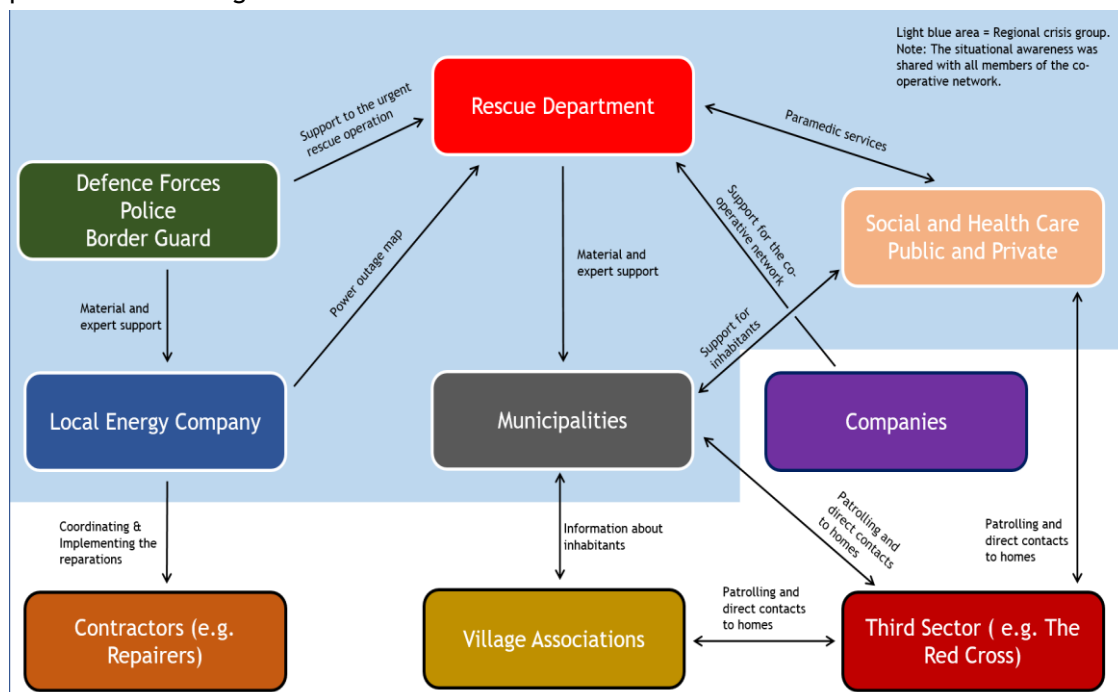 Light blue area = Regional crisis group.
Note: The situational awareness was
shared with all members of the co-
operative network.
Rescue Department
Support to the urgent
rescue operation
Paramedic services
Defence Forces
Police
Border Guard
Social and Health Care
Public and Private
Support for the co-
operative network
Power outage map
Material and
expert support
Material and
expert support
Support for
inhabitants
Local Energy Company
Municipalities
Companies
Coordinating &
Implementing the
reparations
Information about
inhabitants
Patrolling and
direct contacts
to homes
Patrolling and
direct contacts
to homes
Patrolling and
direct contacts
to homes
Contractors (e.g.
Repairers)
Village Associations
Third Sector ( e.g. The
Red Cross)